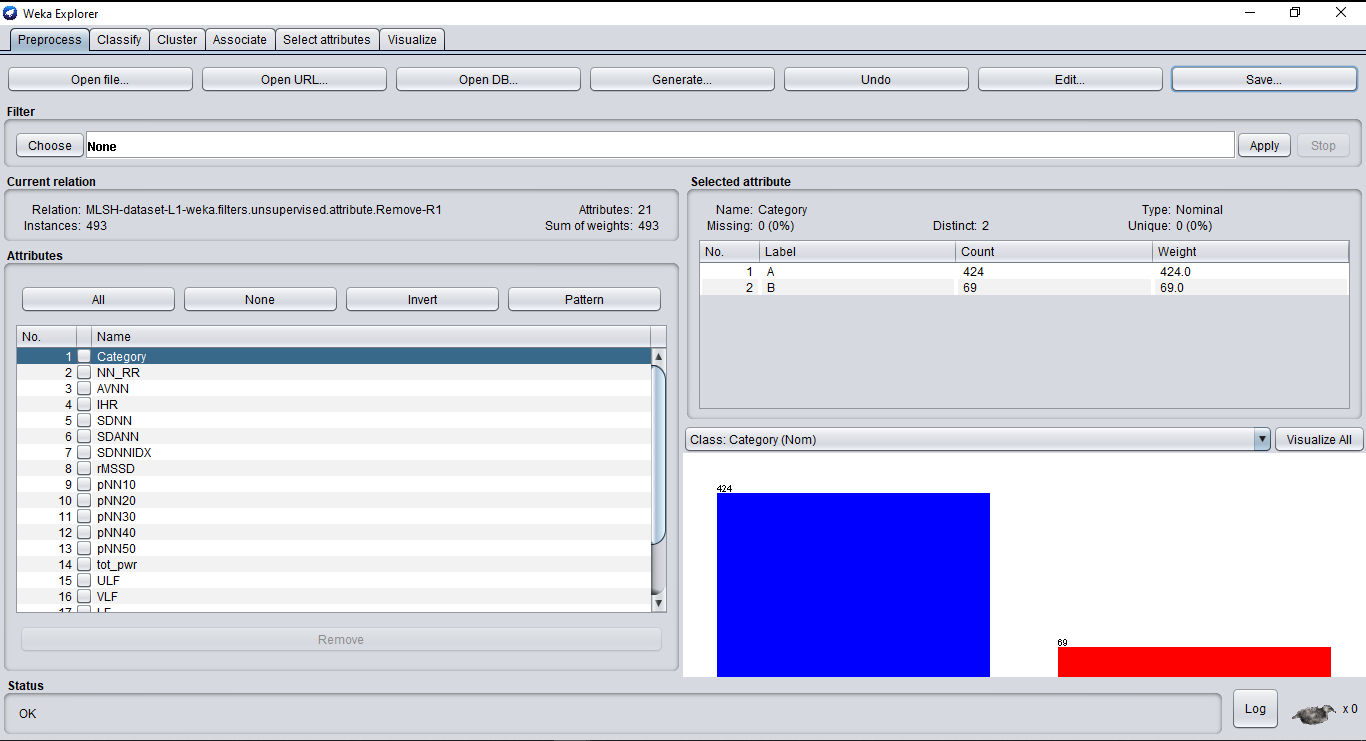 Weka Explorer
Preprocess Classify Cluster Associate Select attributes Visualize
Open file... Open URL... Open DB... Generate... Undo Edit... Save...
Filter
Choose None Apply Stop
Current relation
Relation: MLSH-dataset-L1-weka.filters.unsupervised.attribute.Remove-R1 Attributes: 21
Instances: 493 Sum of weights: 493
Attributes
All None Invert Pattern
No. Name
1 Category
2 NN_RR
3 AVNN
4 IHR
5 SDNN
6 SDANN
7 SDNNIDX
8 rMSSD
9 pNN10
10 pNN20
11 pNN30
12 pNN40
13 pNN50
14 tot_pwr
15 ULF
16 VLF
17 LF
Remove
Selected attribute
Name: Category Type: Nominal
Missing: 0 (0%) Distinct: 2 Unique: 0 (0%)
No. Label Count Weight
1 A 424 424.0
2 B 69 69.0
Class: Category (Nom) Visualize All
424
69
Status
OK
Log x 0